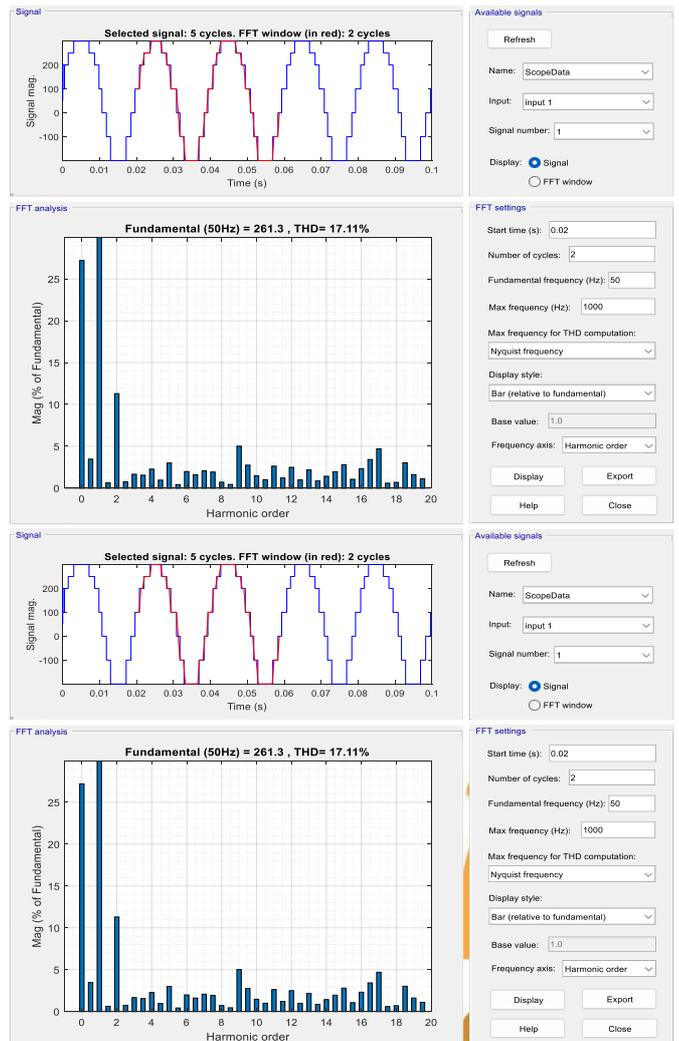 Signal
Selected signal: 5 cycles. FFT window (in red): 2 cycles
Signal mag.
200
100
0
-100
0 0.01 0.02 0.03 0.04 0.05 0.06 0.07 0.08 0.09 0.1
Time (s)
Available signals
Refresh
Name: ScopeData
Input: input 1
Signal number: 1
Display: Signal
FFT window
FFT analysis
Fundamental (50Hz) = 261.3 , THD= 17.11%
Mag (% of Fundamental)
25
20
15
10
5
0
0 2 4 6 8 10 12 14 16 18 20
Harmonic order
FFT settings
Start time (s): 0.02
Number of cycles: 2
Fundamental frequency (Hz): 50
Max frequency (Hz): 1000
Max frequency for THD computation:
Nyquist frequency
Display style:
Bar (relative to fundamental)
Base value: 1.0
Frequency axis: Harmonic order
Display Export
Help Close
Signal
Selected signal: 5 cycles. FFT window (in red): 2 cycles
Signal mag.
200
100
0
-100
0 0.01 0.02 0.03 0.04 0.05 0.06 0.07 0.08 0.09 0.1
Time (s)
Available signals
Refresh
Name: ScopeData
Input: input 1
Signal number: 1
Display: Signal
FFT window
FFT analysis
Fundamental (50Hz) = 261.3 , THD= 17.11%
Mag (% of Fundamental)
25
20
15
10
5
0
0 2 4 6 8 10 12 14 16 18 20
Harmonic order
FFT settings
Start time (s): 0.02
Number of cycles: 2
Fundamental frequency (Hz): 50
Max frequency (Hz): 1000
Max frequency for THD computation:
Nyquist frequency
Display style:
Bar (relative to fundamental)
Base value: 1.0
Frequency axis: Harmonic order
Display Export
Help Close